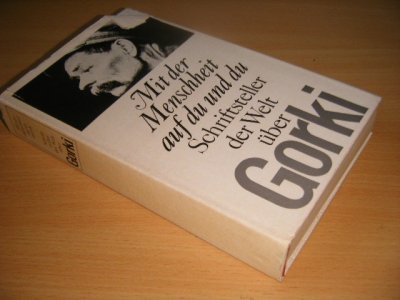 Mit der
Menschheit
auf du und du
Schriftsteller
der Welt
über
Gorki
Gorki